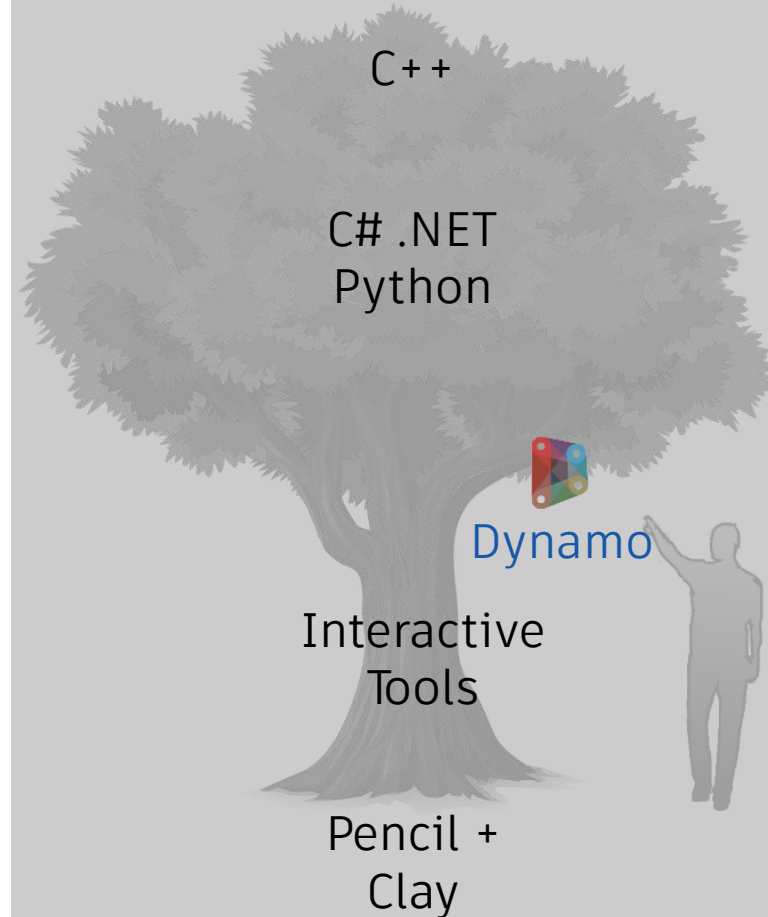 C++
C# .NET
Python
Dynamo
Interactive
Tools
Pencil +
Clay